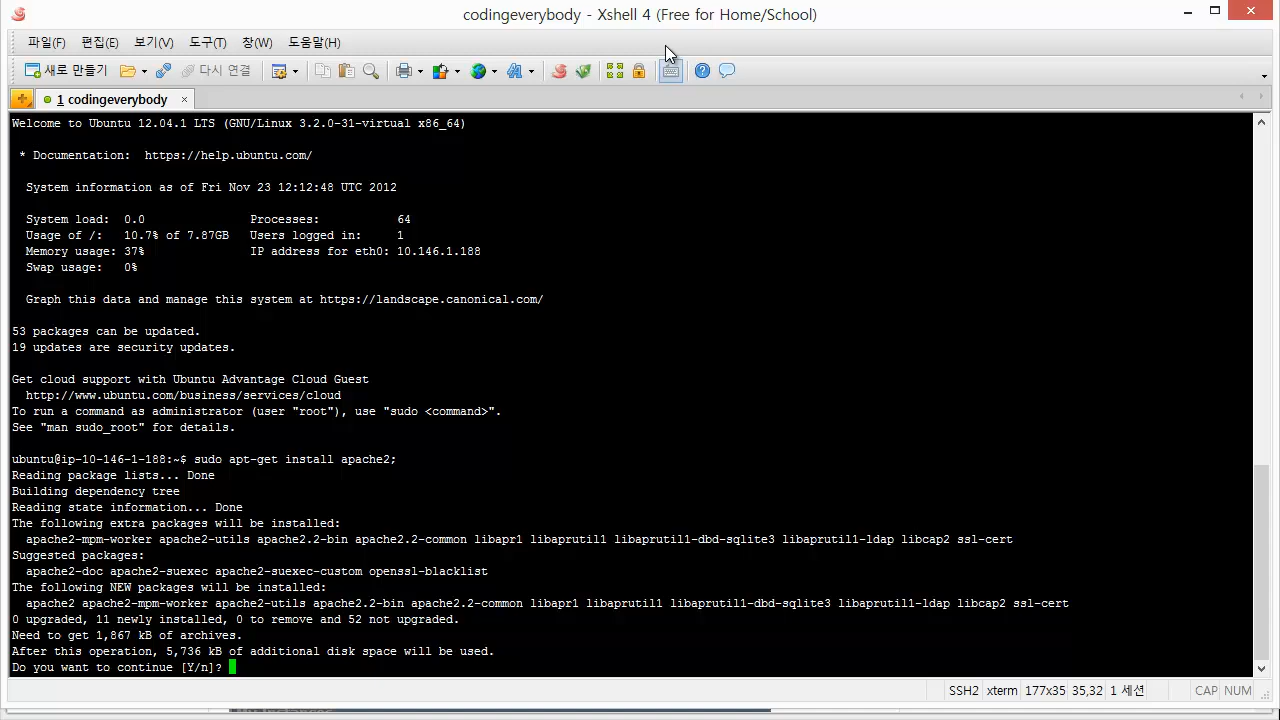 codingeverybody - Xshell 4 (Free for Home/School)
파일(F) 편집(E) 보기(V) 도구(T) 창(W) 도움말(H)
새로 만들기 다시 연결
1 codingeverybody
Welcome to Ubuntu 12.04.1 LTS (GNU/Linux 3.2.0-31-virtual x86_64)
* Documentation: https://help.ubuntu.com/
System information as of Fri Nov 23 12:12:48 UTC 2012
System load: 0.0 Processes: 64
Usage of /: 10.7% of 7.87GB Users logged in: 1
Memory usage: 37% IP address for eth0: 10.146.1.188
Swap usage: 0%
Graph this data and manage this system at https://landscape.canonical.com/
53 packages can be updated.
19 updates are security updates.
Get cloud support with Ubuntu Advantage Cloud Guest
http://www.ubuntu.com/business/services/cloud
To run a command as administrator (user "root"), use "sudo <command>".
See "man sudo_root" for details.
ubuntu@ip-10-146-1-188:~$ sudo apt-get install apache2;
Reading package lists... Done
Building dependency tree
Reading state information... Done
The following extra packages will be installed:
apache2-mpm-worker apache2-utils apache2.2-bin apache2.2-common libapr1 libaprutil1 libaprutil1-dbd-sqlite3 libaprutil1-ldap libcap2 ssl-cert
Suggested packages:
apache2-doc apache2-suexec apache2-suexec-custom openssl-blacklist
The following NEW packages will be installed:
apache2 apache2-mpm-worker apache2-utils apache2.2-bin apache2.2-common libapr1 libaprutil1 libaprutil1-dbd-sqlite3 libaprutil1-ldap libcap2 ssl-cert
0 upgraded, 11 newly installed, 0 to remove and 52 not upgraded.
Need to get 1,867 kB of archives.
After this operation, 5,736 kB of additional disk space will be used.
Do you want to continue [Y/n]?
SSH2 xterm 177x35 35,32 1 세션 CAP NUM